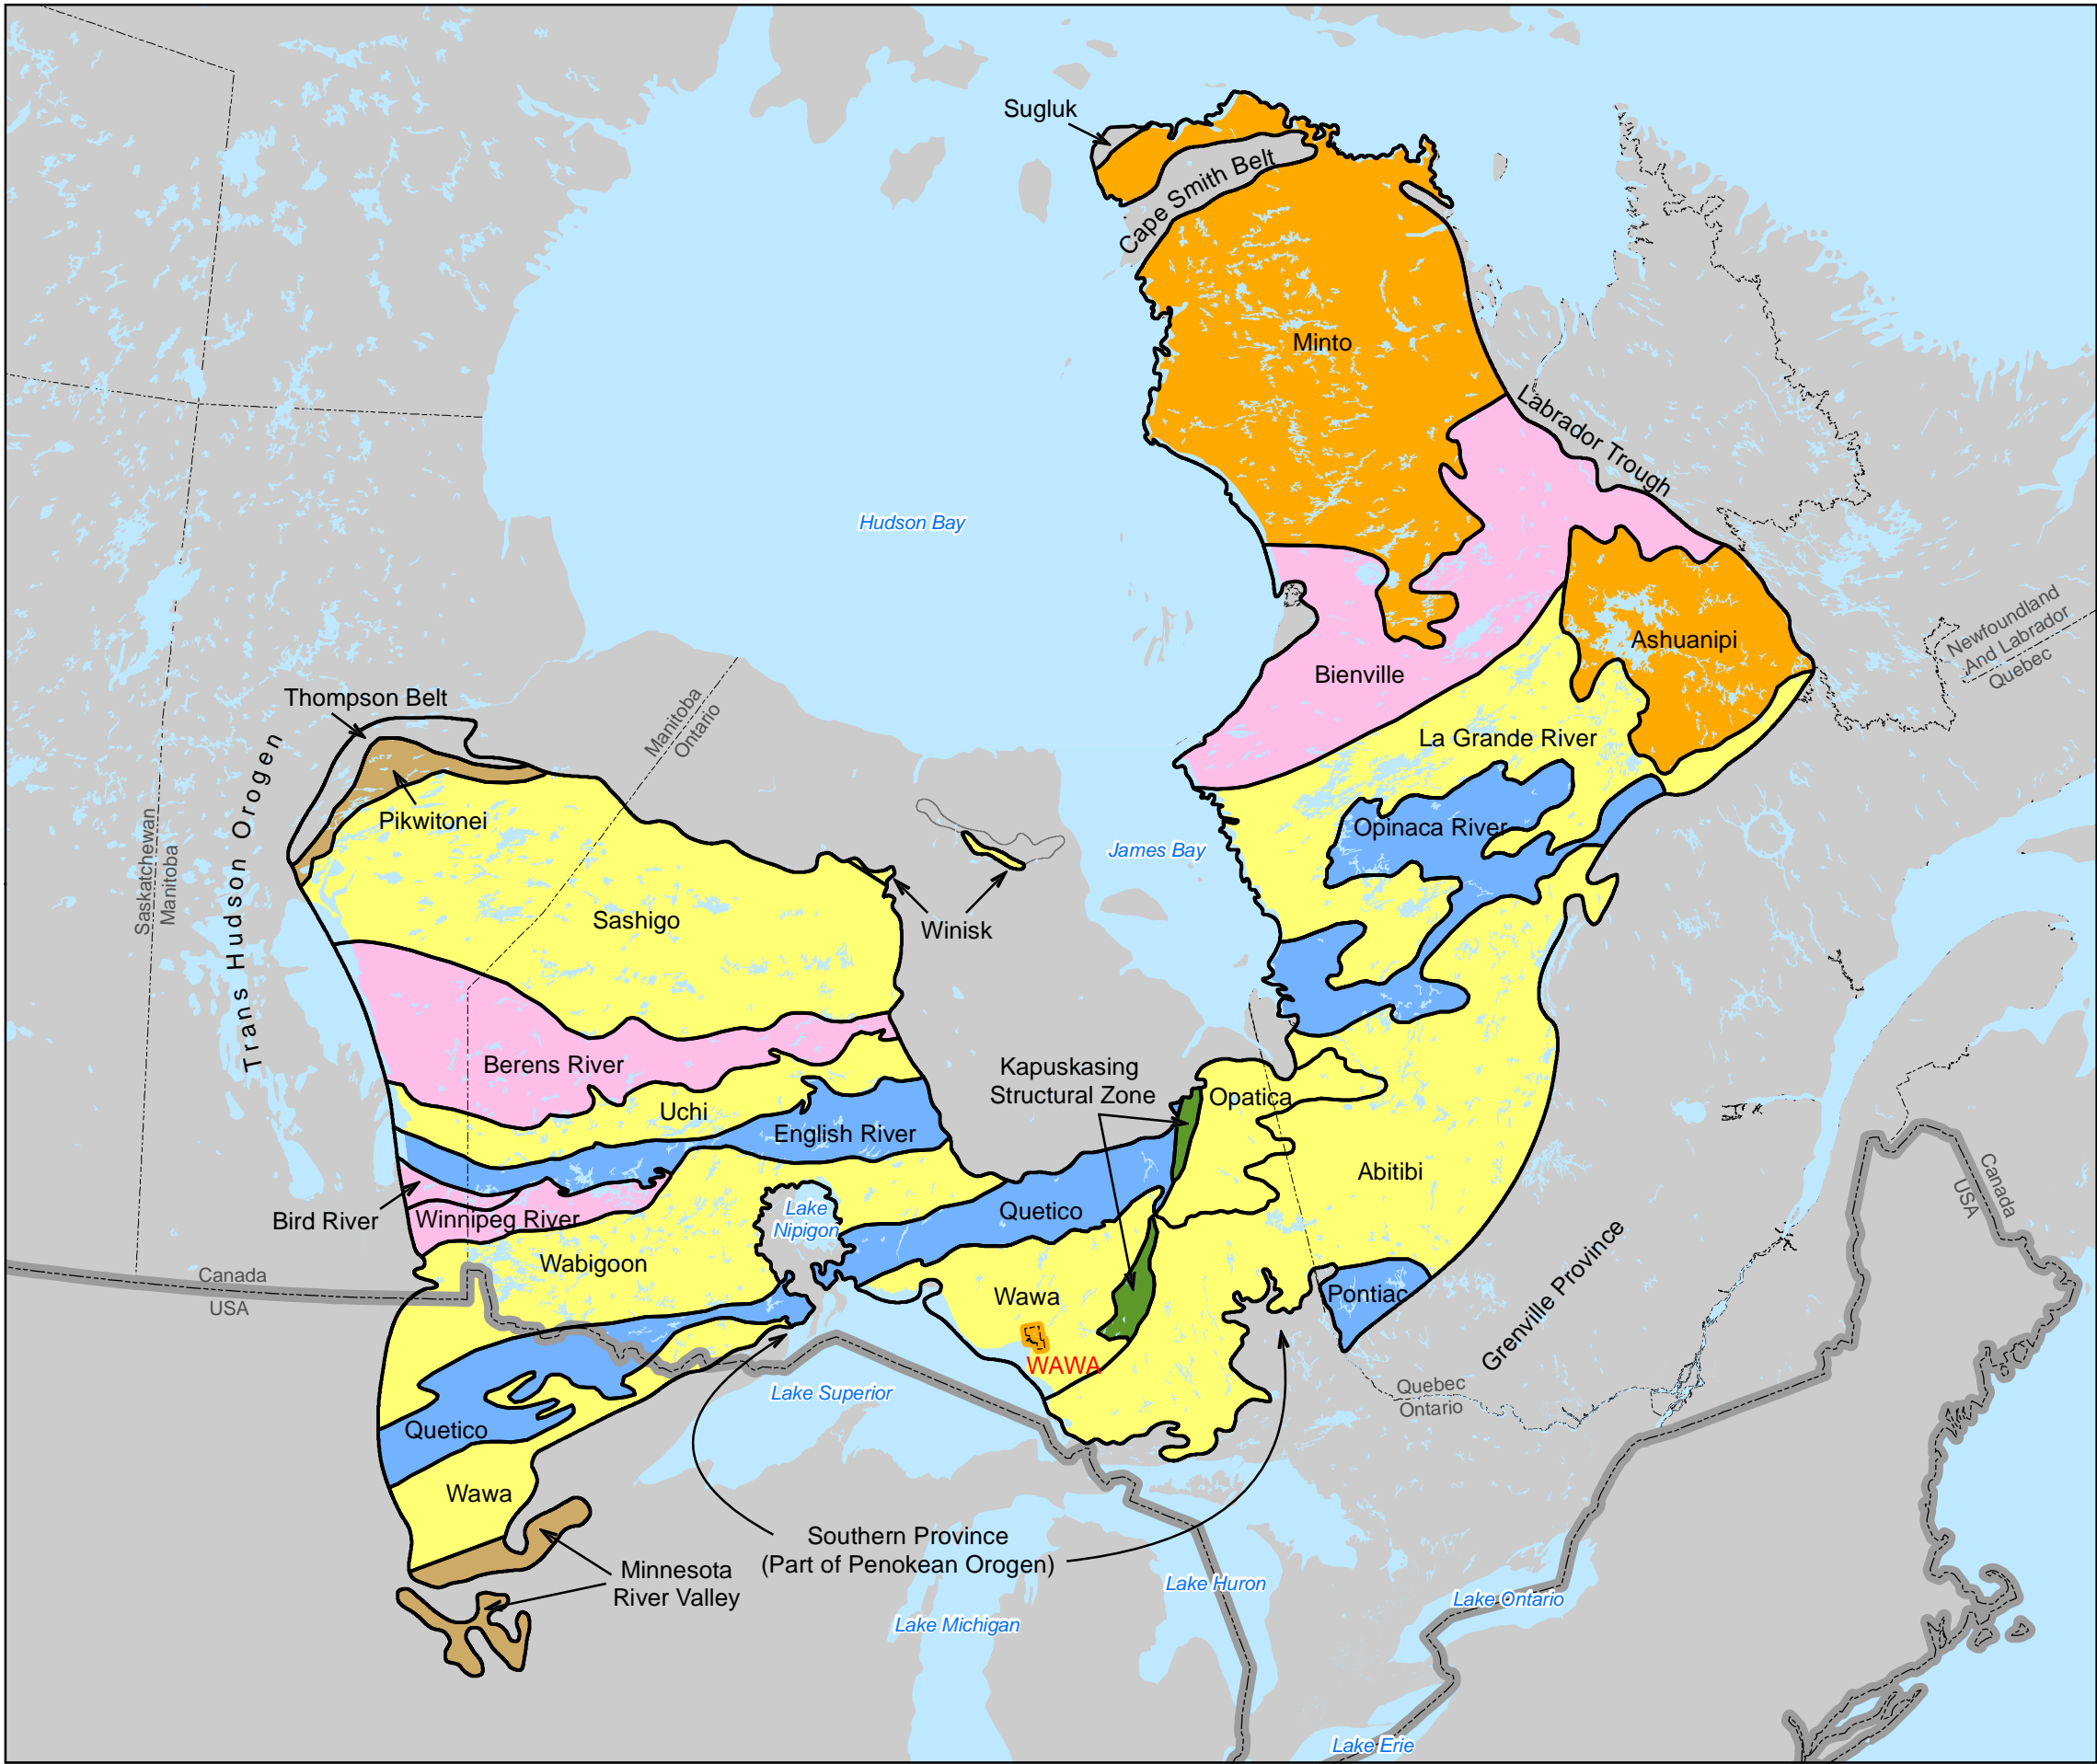 Sugluk
Cape Smith Belt
Minto
Labrador Trough
Hudson Bay
Newfoundland
And Labrador
Quebec
Ashuanipi
Bienville
Thompson Belt
Manitoba
Ontario
La Grande River
Trans Hudson Orogen
Pikwitonei
Opinaca River
Saskatchewan
Manitoba
James Bay
Sashigo
Winisk
Berens River
Kapuskasing
Structural Zone
Opatica
Uchi
English River
Abitibi
Canada
USA
Bird River
Winnipeg River
Lake
Nipigon
Quetico
Wabigoon
Canada
USA
Wawa
Pontiac
Grenville Province
WAWA
Lake Superior
Quebec
Ontario
Quetico
Wawa
Southern Province
(Part of Penokean Orogen)
Minnesota
River Valley
Lake Huron
Lake Ontario
Lake Michigan
Lake Erie